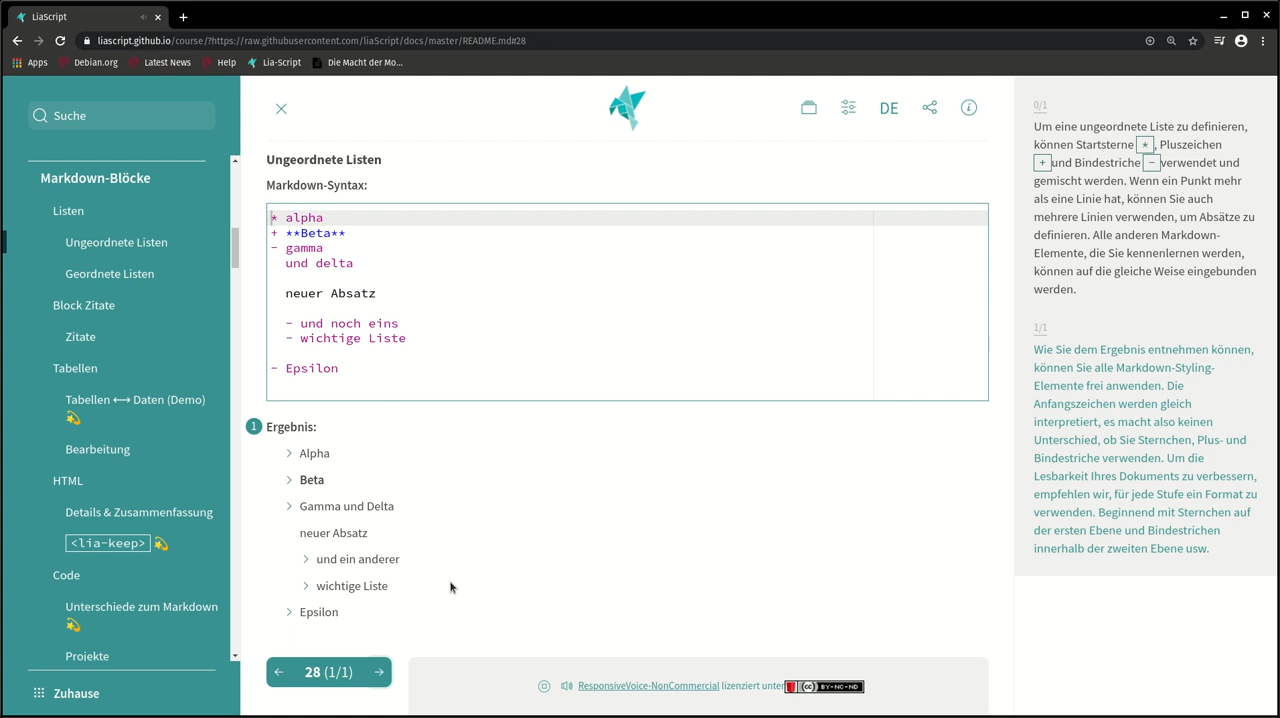 LiaScript
liascript.github.io/course/?https://raw.githubusercontent.com/liaScript/docs/master/README.md#28
Apps Debian.org Latest News Help Lia-Script Die Macht der Mo...
Suche
Markdown-Blöcke
Listen
Ungeordnete Listen
Geordnete Listen
Block Zitate
Zitate
Tabellen
Tabellen ⟷ Daten (Demo) 💫
Bearbeitung
HTML
Details & Zusammenfassung
<lia-keep> 💫
Code
Unterschiede zum Markdown 💫
Projekte
Zuhause
DE
Ungeordnete Listen
Markdown-Syntax:
* alpha
+ **Beta**
- gamma
und delta
neuer Absatz
- und noch eins
- wichtige Liste
- Epsilon
1 Ergebnis:
Alpha
Beta
Gamma und Delta
neuer Absatz
und ein anderer
wichtige Liste
Epsilon
← 28 (1/1) →
ResponsiveVoice-NonCommercial lizenziert unter (cc) BY-NC-ND
0/1
Um eine ungeordnete Liste zu definieren,
können Startsterne * , Pluszeichen
+ und Bindestriche - verwendet und
gemischt werden. Wenn ein Punkt mehr
als eine Linie hat, können Sie auch
mehrere Linien verwenden, um Absätze zu
definieren. Alle anderen Markdown-
Elemente, die Sie kennenlernen werden,
können auf die gleiche Weise eingebunden
werden.
1/1
Wie Sie dem Ergebnis entnehmen können,
können Sie alle Markdown-Styling-
Elemente frei anwenden. Die
Anfangszeichen werden gleich
interpretiert, es macht also keinen
Unterschied, ob Sie Sternchen, Plus- und
Bindestriche verwenden. Um die
Lesbarkeit Ihres Dokuments zu verbessern,
empfehlen wir, für jede Stufe ein Format zu
verwenden. Beginnend mit Sternchen auf
der ersten Ebene und Bindestrichen
innerhalb der zweiten Ebene usw.